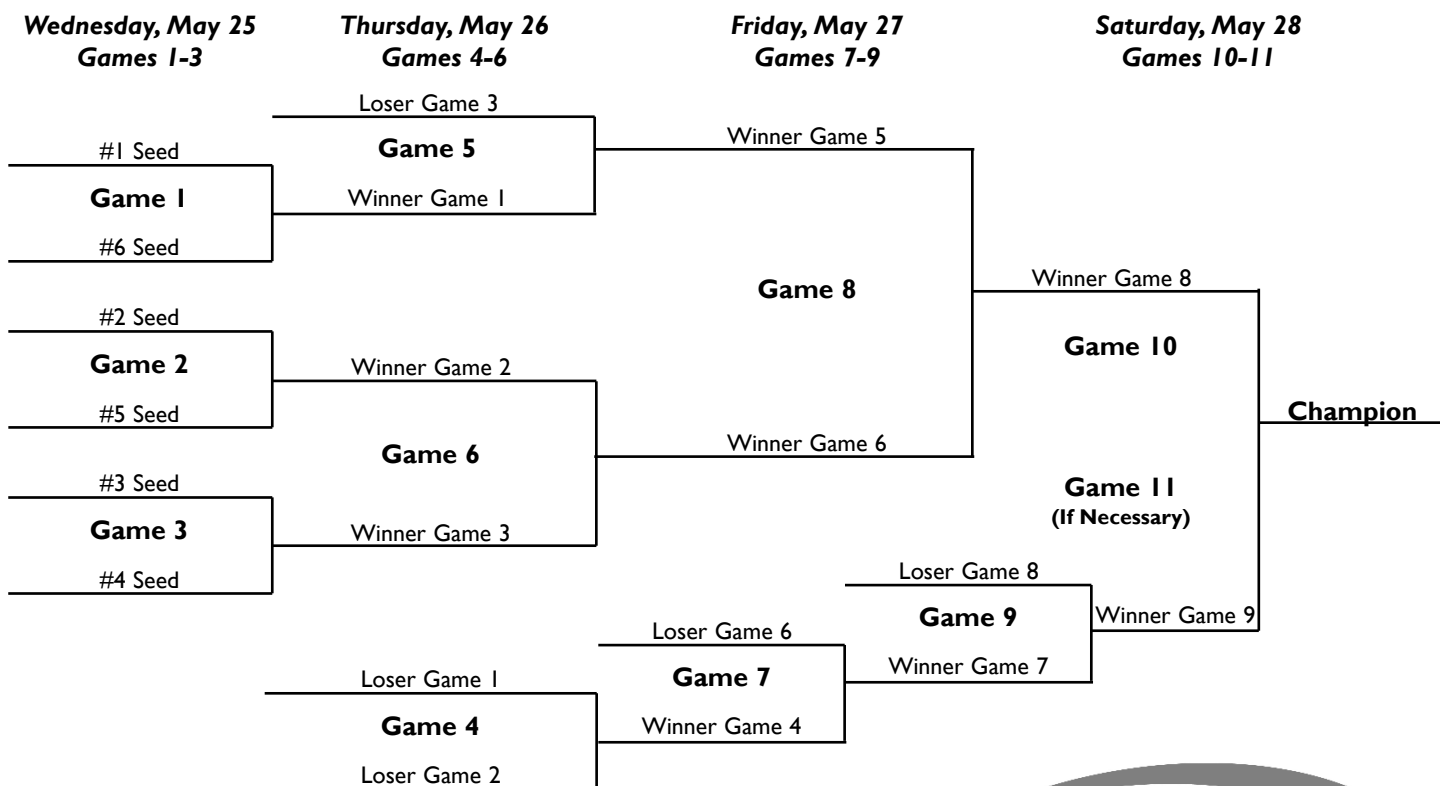 Wednesday, May 25
Games 1-3
Thursday, May 26
Games 4-6
Friday, May 27
Games 7-9
Saturday, May 28
Games 10-11
#1 Seed
Game 1
#6 Seed
#2 Seed
Game 2
#5 Seed
#3 Seed
Game 3
#4 Seed
Loser Game 3
Game 5
Winner Game 1
Winner Game 2
Game 6
Winner Game 3
Loser Game 1
Game 4
Loser Game 2
Winner Game 5
Game 8
Winner Game 6
Loser Game 6
Game 7
Winner Game 4
Loser Game 8
Game 9
Winner Game 7
Winner Game 8
Game 10
Game 11
(If Necessary)
Winner Game 9
Champion